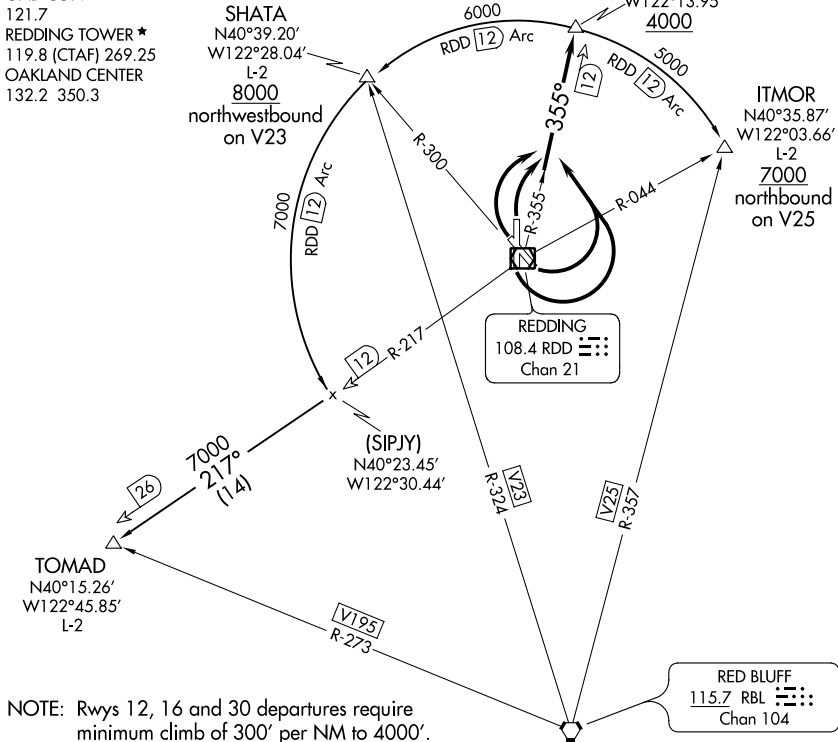 121.7
REDDING TOWER ★
119.8 (CTAF) 269.25
OAKLAND CENTER
132.2 350.3
SHATA
N40°39.20'
W122°28.04'
L-2
8000
northwestbound
on V23
6000
RDD 12 Arc
W122°13.95'
4000
5000
RDD 12 Arc
ITMOR
N40°35.87'
W122°03.66'
L-2
7000
northbound
on V25
12
355°
R-300
R-355
R-044
7000
RDD 12 Arc
REDDING
108.4 RDD
Chan 21
12
R-217
(SIPJY)
N40°23.45'
W122°30.44'
7000
217°
(14)
26
TOMAD
N40°15.26'
W122°45.85'
L-2
V23
R-324
V25
R-357
V195
R-273
RED BLUFF
115.7 RBL
Chan 104
NOTE: Rwys 12, 16 and 30 departures require
minimum climb of 300' per NM to 4000'.